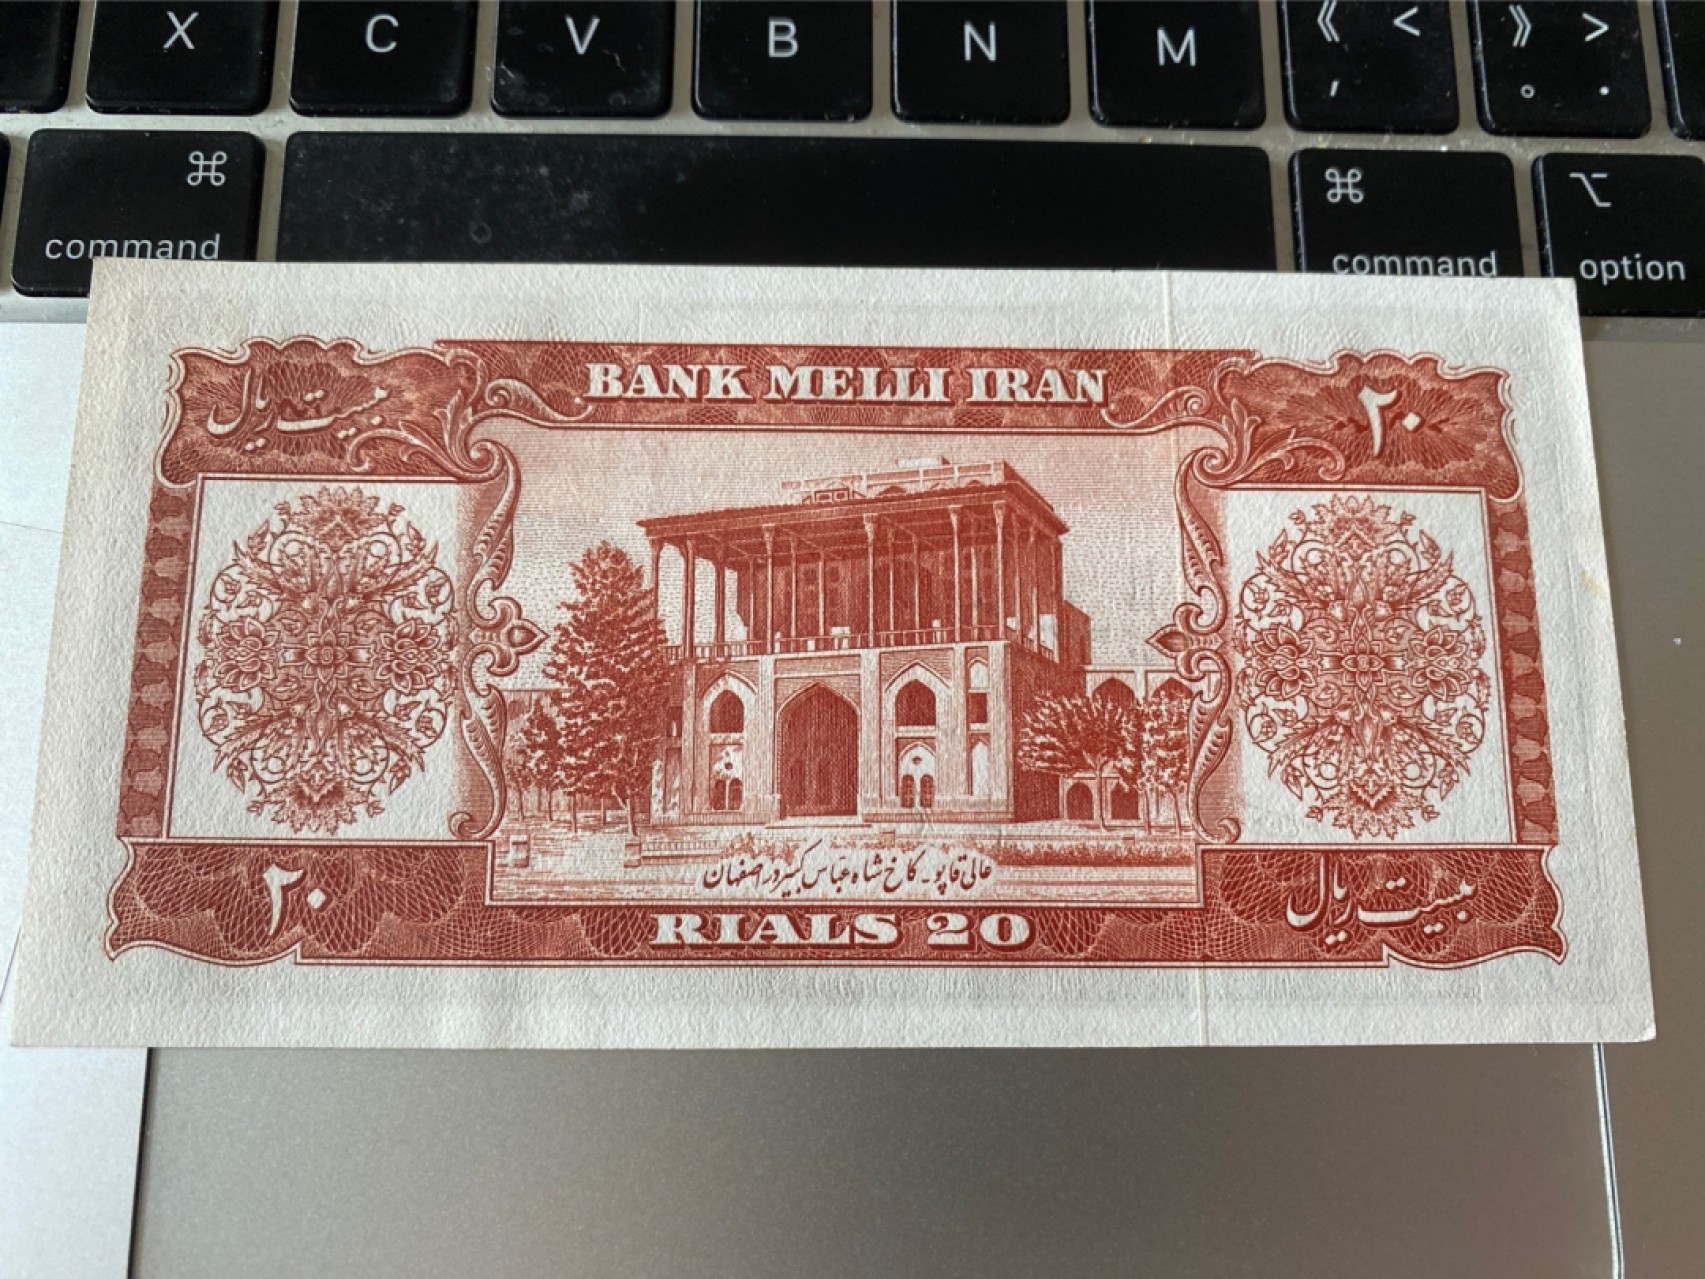 X C V B N M 《 < , 》 > 。 .
⌘ command ⌘ command ⌥ option
بیست ریال BANK MELLI IRAN ۲۰
عالی قاپو - کاخ شاه عباس کبیر در اصفهان
۲۰ RIALS 20 بیست ریال